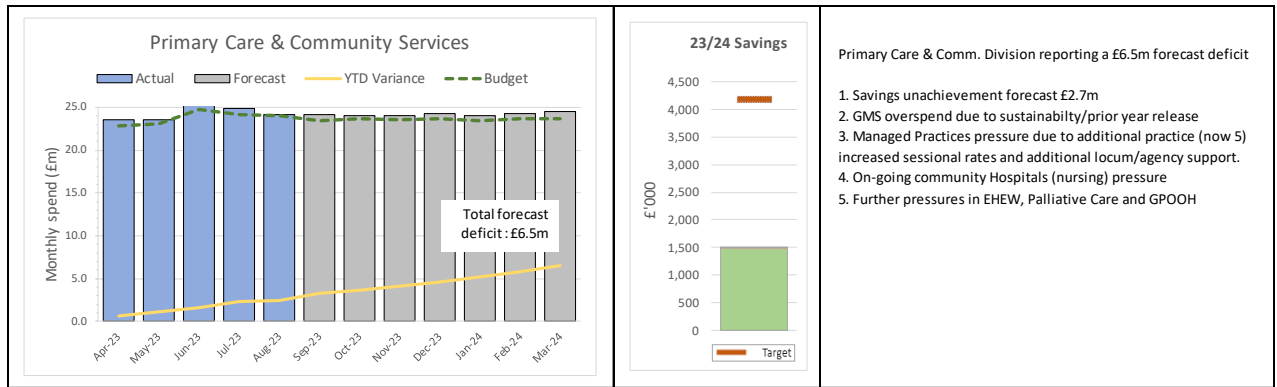 Primary Care & Community Services
Actual
Forecast
YTD Variance
Budget
Monthly spend (£m)
25.0
20.0
15.0
10.0
5.0
0.0
Total forecast
deficit : £6.5m
Apr-23
May-23
Jun-23
Jul-23
Aug-23
Sep-23
Oct-23
Nov-23
Dec-23
Jan-24
Feb-24
Mar-24
23/24 Savings
£'000
4,500
4,000
3,500
3,000
2,500
2,000
1,500
1,000
500
0
Target
Primary Care & Comm. Division reporting a £6.5m forecast deficit
1. Savings unachievement forecast £2.7m
2. GMS overspend due to sustainabilty/prior year release
3. Managed Practices pressure due to additional practice (now 5)
increased sessional rates and additional locum/agency support.
4. On-going community Hospitals (nursing) pressure
5. Further pressures in EHEW, Palliative Care and GPOOH